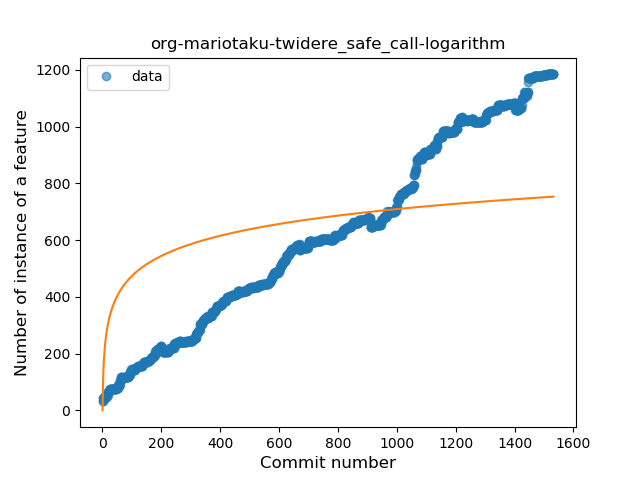 org-mariotaku-twidere_safe_call-logarithm
data
Number of instance of a feature
1200
1000
800
600
400
200
0
0 200 400 600 800 1000 1200 1400 1600
Commit number